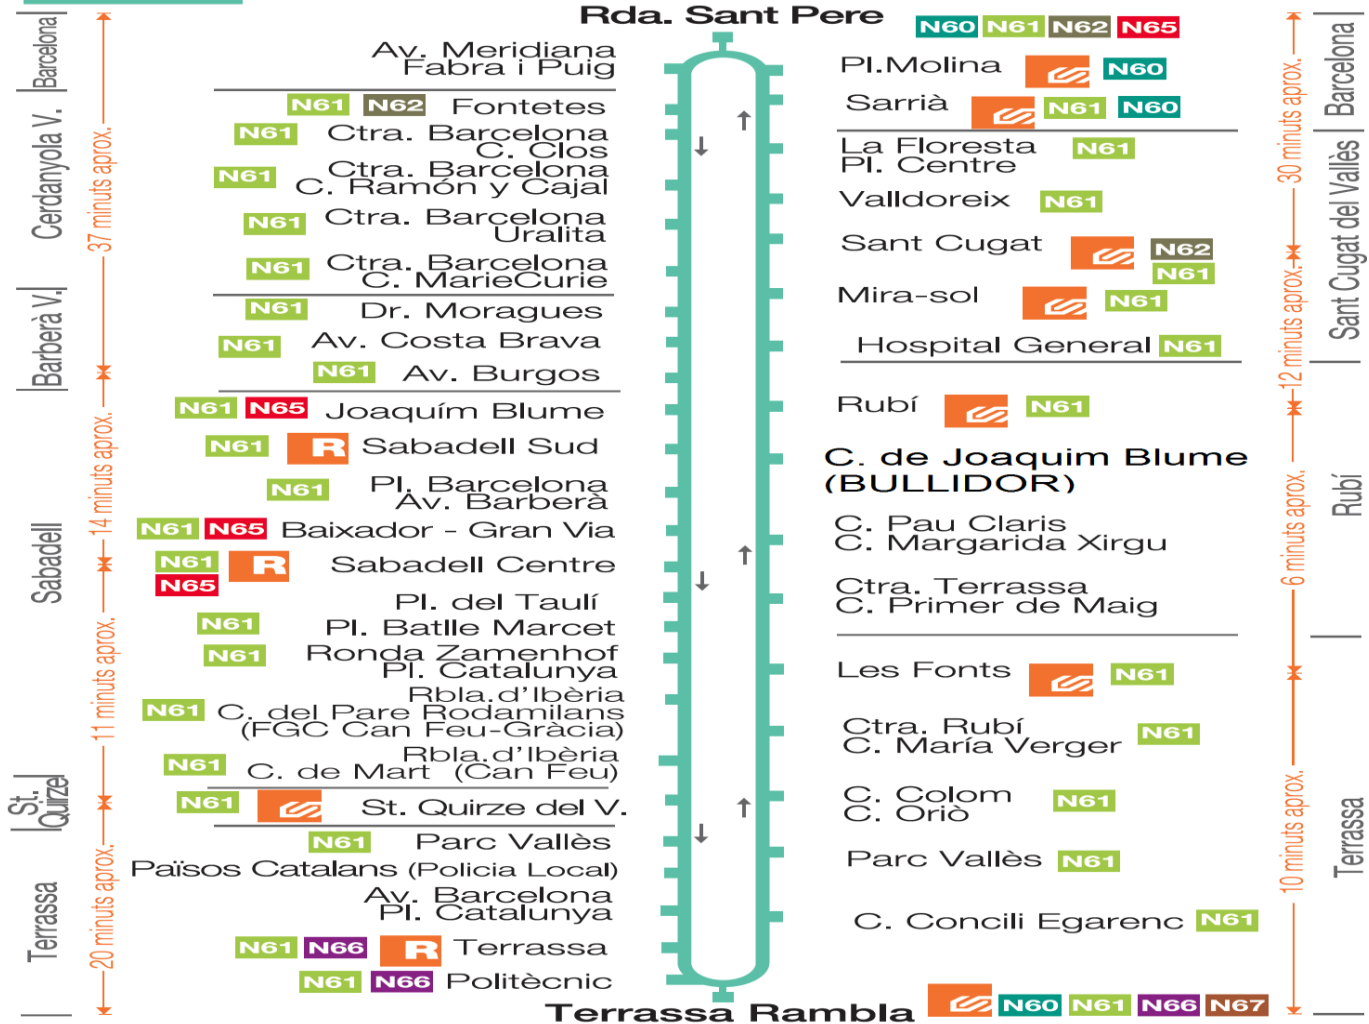 Rda. Sant Pere
N60 N61 N62 N65
Barcelona
Cerdanyola V.
Barberà V.
Sabadell
St. Quirze
Terrassa
37 minuts aprox.
14 minuts aprox.
11 minuts aprox.
20 minuts aprox.
Av. Meridiana
Fabra i Puig
N61 N62 Fontetes
N61 Ctra. Barcelona
C. Clos
N61 Ctra. Barcelona
C. Ramón y Cajal
N61 Ctra. Barcelona
Uralita
N61 Ctra. Barcelona
C. MarieCurie
N61 Dr. Moragues
N61 Av. Costa Brava
N61 Av. Burgos
N61 N65 Joaquím Blume
N61 R Sabadell Sud
N61 Pl. Barcelona
Av. Barberà
N61 N65 Baixador - Gran Via
N61 R Sabadell Centre
N65
Pl. del Taulí
N61 Pl. Batlle Marcet
N61 Ronda Zamenhof
Pl. Catalunya
Rbla.d'Ibèria
N61 C. del Pare Rodamilans
(FGC Can Feu-Gràcia)
Rbla.d'Ibèria
N61 C. de Mart (Can Feu)
N61 St. Quirze del V.
N61 Parc Vallès
Països Catalans (Policia Local)
Av. Barcelona
Pl. Catalunya
N61 N66 R Terrassa
N61 N66 Politècnic
Pl.Molina N60
Sarrià N61 N60
La Floresta N61
Pl. Centre
Valldoreix N61
Sant Cugat N62
N61
Mira-sol N61
Hospital General N61
Rubí N61
C. de Joaquim Blume
(BULLIDOR)
C. Pau Claris
C. Margarida Xirgu
Ctra. Terrassa
C. Primer de Maig
Les Fonts N61
Ctra. Rubí N61
C. María Verger
C. Colom N61
C. Oriò
Parc Vallès N61
C. Concili Egarenc N61
30 minuts aprox.
12 minuts aprox.
6 minuts aprox.
10 minuts aprox.
Barcelona
Sant Cugat del Vallès
Rubí
Terrassa
Terrassa Rambla N60 N61 N66 N67